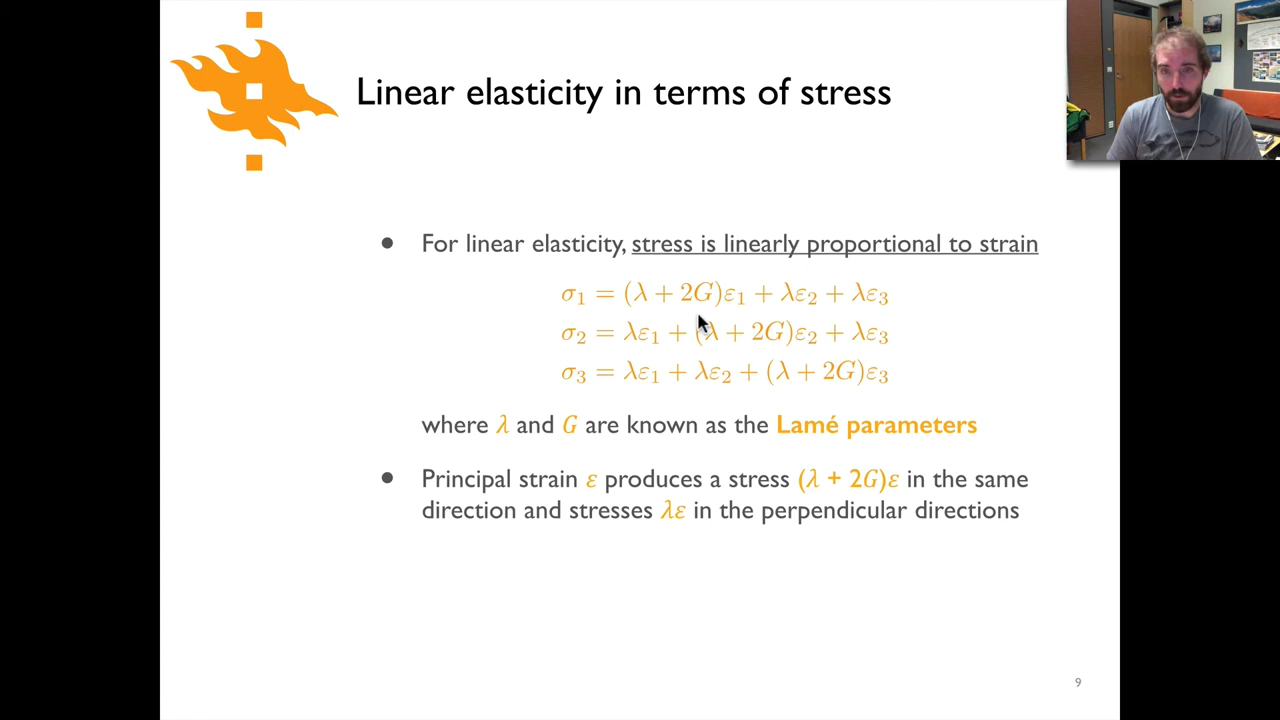 Linear elasticity in terms of stress
● For linear elasticity, stress is linearly proportional to strain
σ₁ = (λ + 2G)ε₁ + λε₂ + λε₃
σ₂ = λε₁ + (λ + 2G)ε₂ + λε₃
σ₃ = λε₁ + λε₂ + (λ + 2G)ε₃
where λ and G are known as the Lamé parameters
● Principal strain ε produces a stress (λ + 2G)ε in the same
direction and stresses λε in the perpendicular directions
9